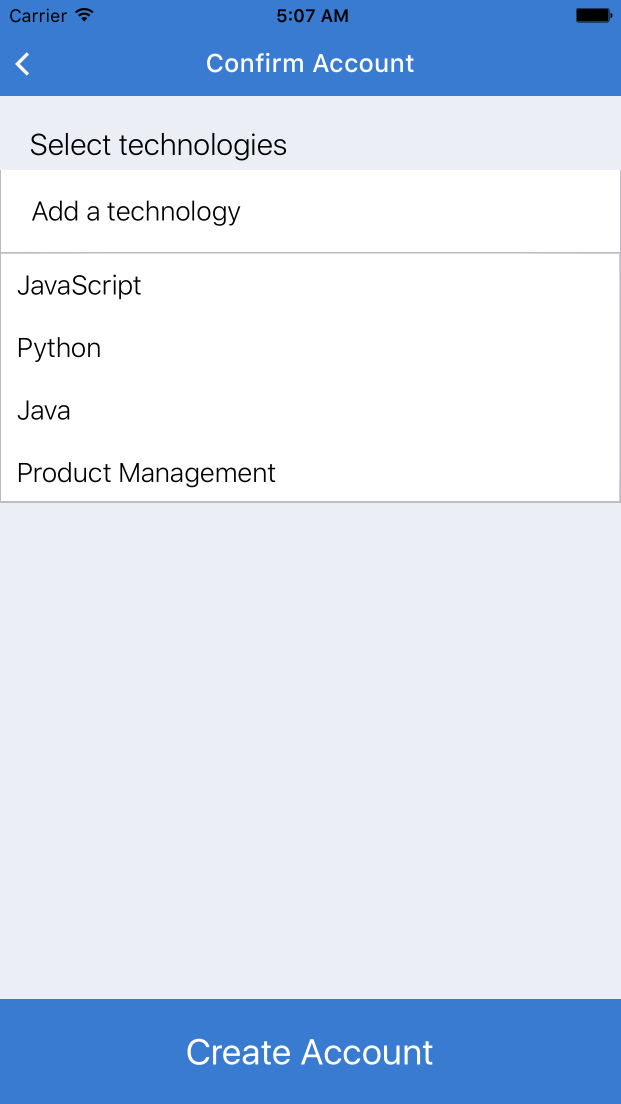 Carrier 5:07 AM
Confirm Account
Select technologies
Add a technology
JavaScript
Python
Java
Product Management
Create Account